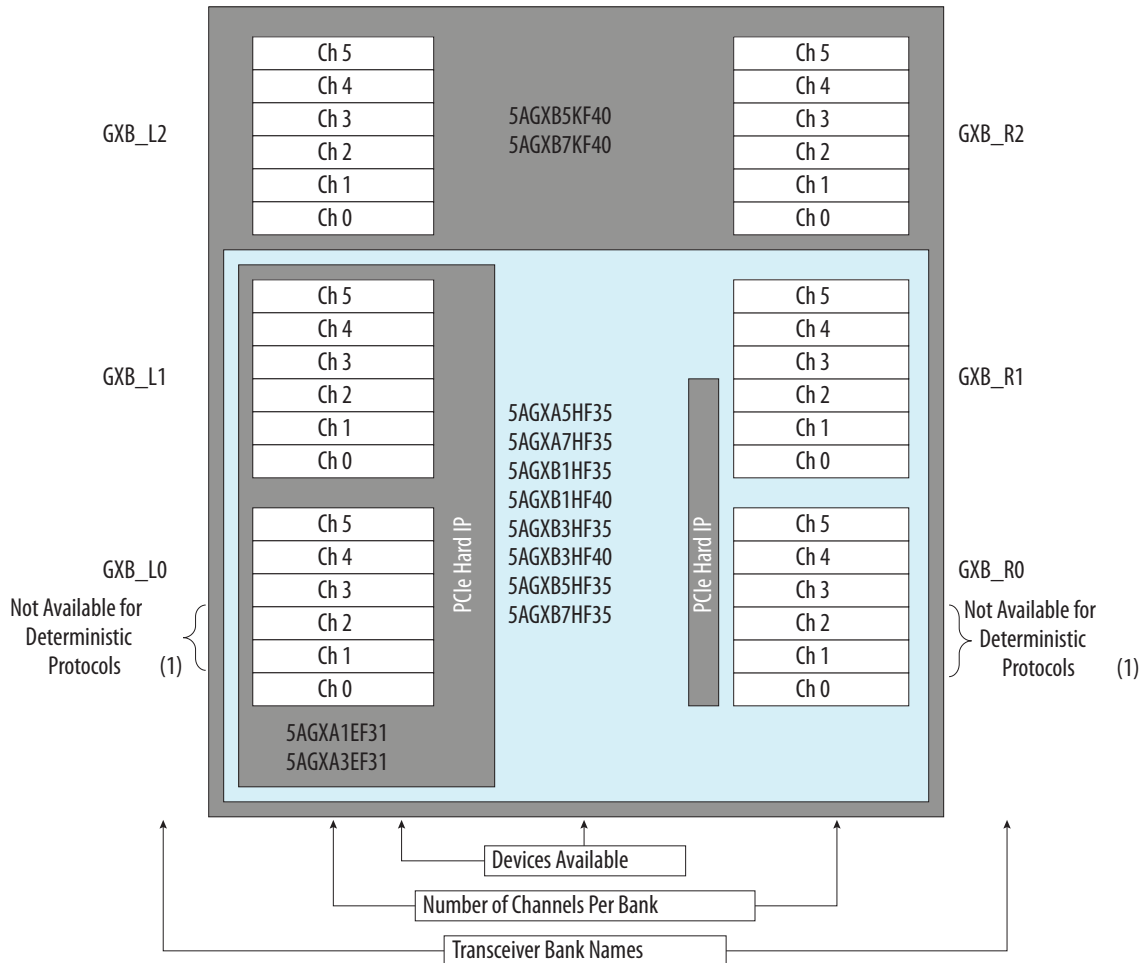 GXB_L2
Ch 5
Ch 4
Ch 3
Ch 2
Ch 1
Ch 0
5AGXB5KF40
5AGXB7KF40
Ch 5
Ch 4
Ch 3
Ch 2
Ch 1
Ch 0
GXB_R2
GXB_L1
Ch 5
Ch 4
Ch 3
Ch 2
Ch 1
Ch 0
GXB_L0
Not Available for
Deterministic
Protocols (1)
Ch 5
Ch 4
Ch 3
Ch 2
Ch 1
Ch 0
PCIe Hard IP
5AGXA1EF31
5AGXA3EF31
5AGXA5HF35
5AGXA7HF35
5AGXB1HF35
5AGXB1HF40
5AGXB3HF35
5AGXB3HF40
5AGXB5HF35
5AGXB7HF35
PCIe Hard IP
Ch 5
Ch 4
Ch 3
Ch 2
Ch 1
Ch 0
GXB_R1
Ch 5
Ch 4
Ch 3
Ch 2
Ch 1
Ch 0
GXB_R0
Not Available for
Deterministic
Protocols (1)
Devices Available
Number of Channels Per Bank
Transceiver Bank Names